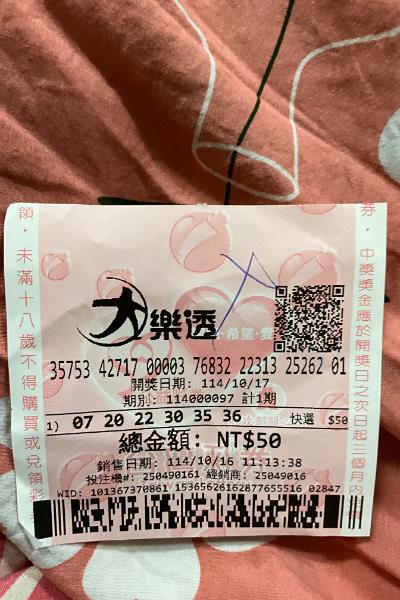 大樂透
希望·愛
35753 42717 00003 76832 22313 25262 01
開獎日期: 114/10/17
期別: 114000097 計1期
1) 07 20 22 30 35 36 快選 $50
總金額: NT$50
銷售日期: 114/10/16 11:13:38
投注機#: 250490161 經銷商: 25049016
WID: 101367370861 15365626162877655516 02847
領·未滿十八歲不得購買或兌領彩
券·中獎獎金應於開獎日之次日起三個月內